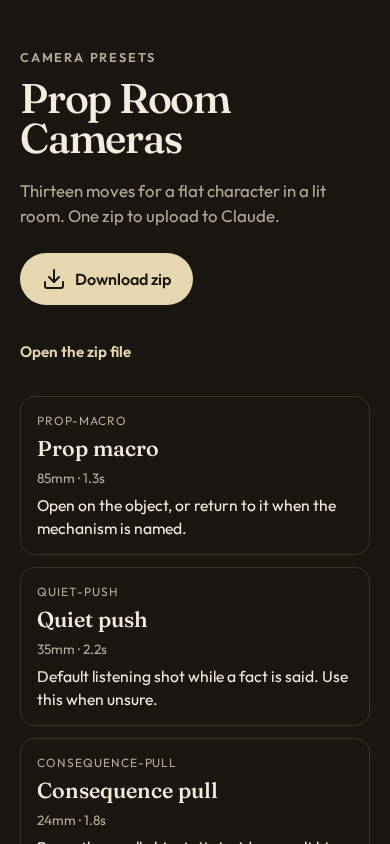 CAMERA PRESETS
Prop Room
Cameras
Thirteen moves for a flat character in a lit
room. One zip to upload to Claude.
Download zip
Open the zip file
PROP-MACRO
Prop macro
85mm · 1.3s
Open on the object, or return to it when the
mechanism is named.
QUIET-PUSH
Quiet push
35mm · 2.2s
Default listening shot while a fact is said. Use
this when unsure.
CONSEQUENCE-PULL
Consequence pull
24mm · 1.8s